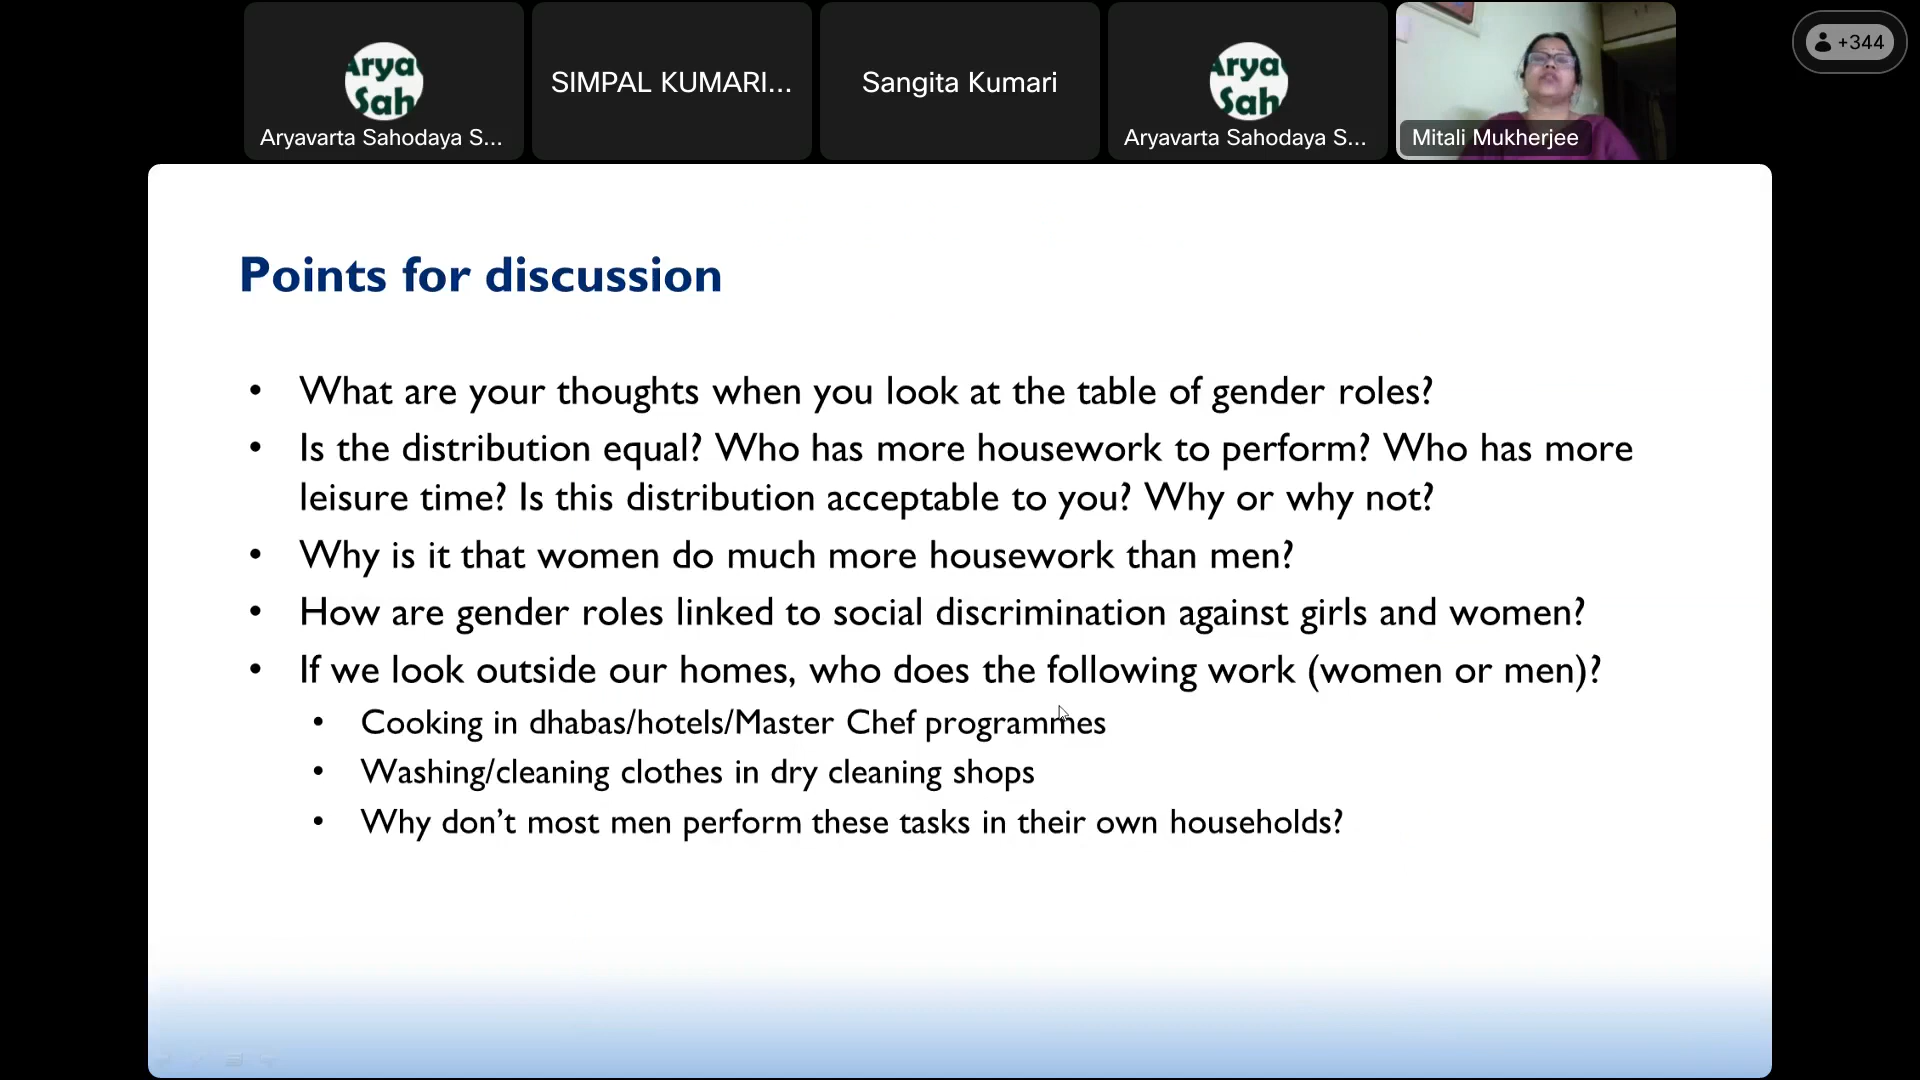 Arya
Sah
Aryavarta Sahodaya S...
SIMPAL KUMARI...
Sangita Kumari
Arya
Sah
Aryavarta Sahodaya S...
Mitali Mukherjee
+344
Points for discussion
• What are your thoughts when you look at the table of gender roles?
• Is the distribution equal? Who has more housework to perform? Who has more
leisure time? Is this distribution acceptable to you? Why or why not?
• Why is it that women do much more housework than men?
• How are gender roles linked to social discrimination against girls and women?
• If we look outside our homes, who does the following work (women or men)?
• Cooking in dhabas/hotels/Master Chef programmes
• Washing/cleaning clothes in dry cleaning shops
• Why don’t most men perform these tasks in their own households?